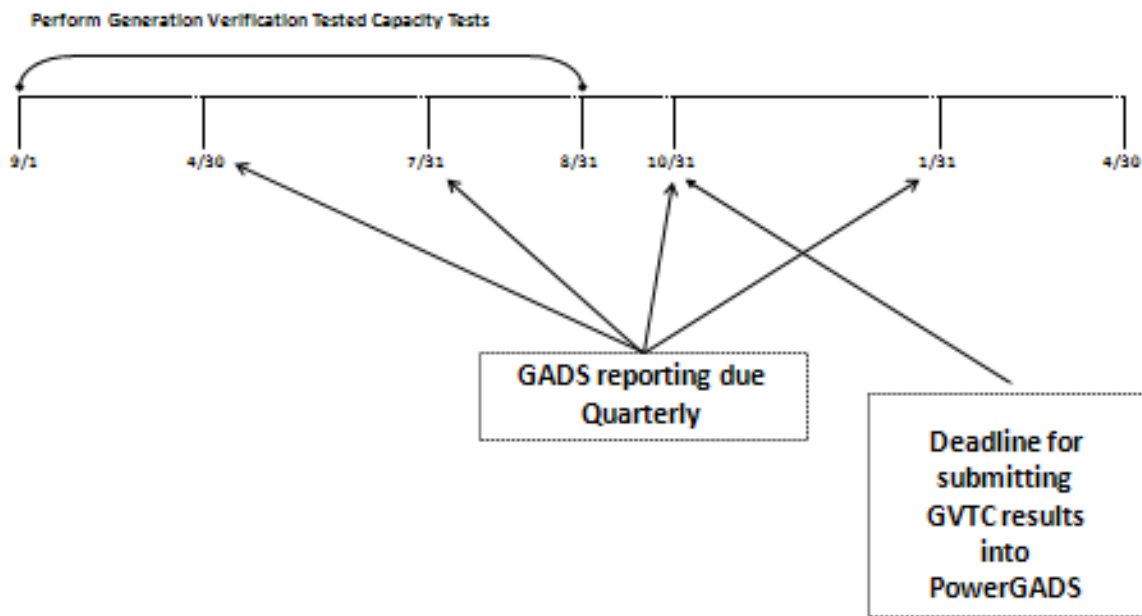 Perform Generation Verification Tested Capacity Tests
9/1 4/30 7/31 8/31 10/31 1/31 4/30
GADS reporting due
Quarterly
Deadline for
submitting
GVTC results
into
PowerGADS